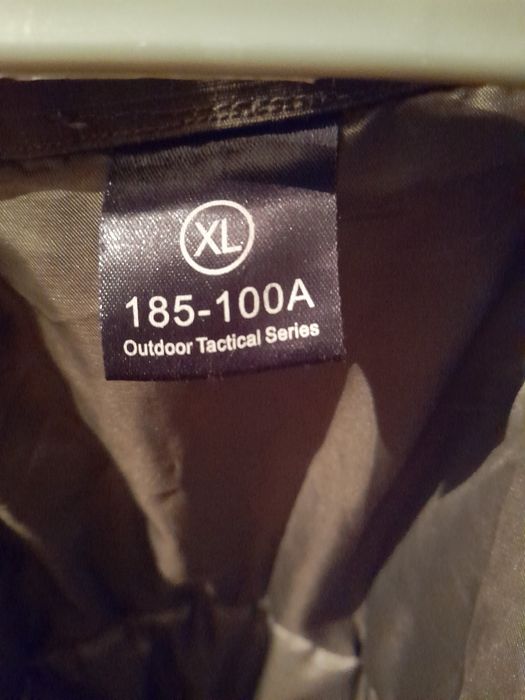 XL
185-100A
Outdoor Tactical Series